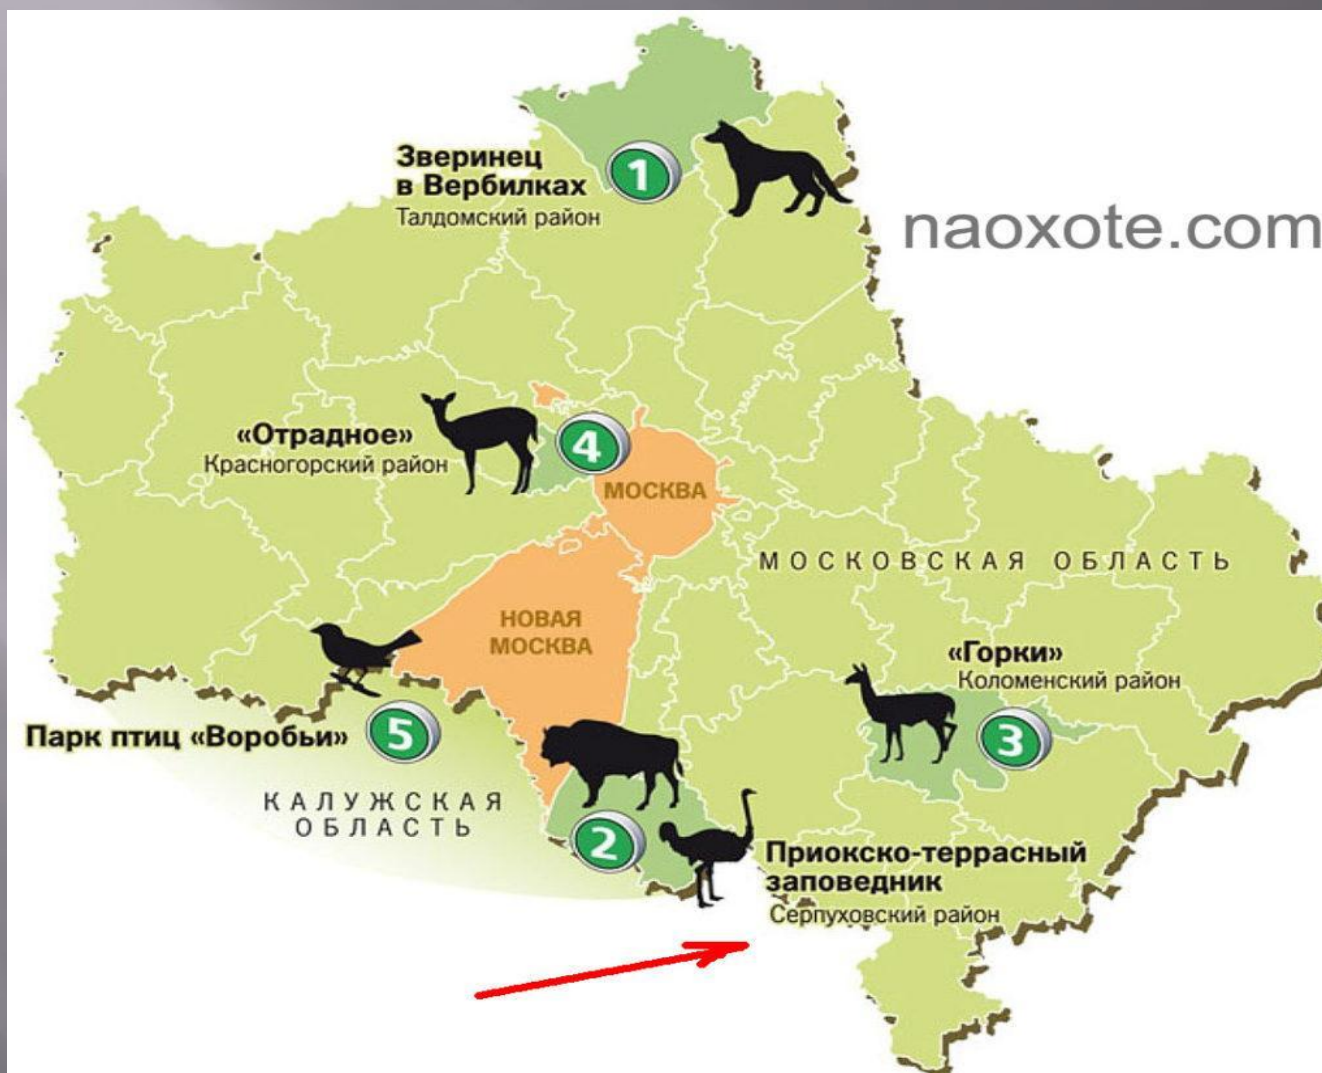 Зверинец
в Вербилках
Талдомский район
1
naoxote.com
«Отрадное»
Красногорский район
4
МОСКВА
МОСКОВСКАЯ ОБЛАСТЬ
НОВАЯ
МОСКВА
«Горки»
Коломенский район
3
Парк птиц «Воробьи»
5
КАЛУЖСКАЯ
ОБЛАСТЬ
2
Приокско-террасный
заповедник
Серпуховский район